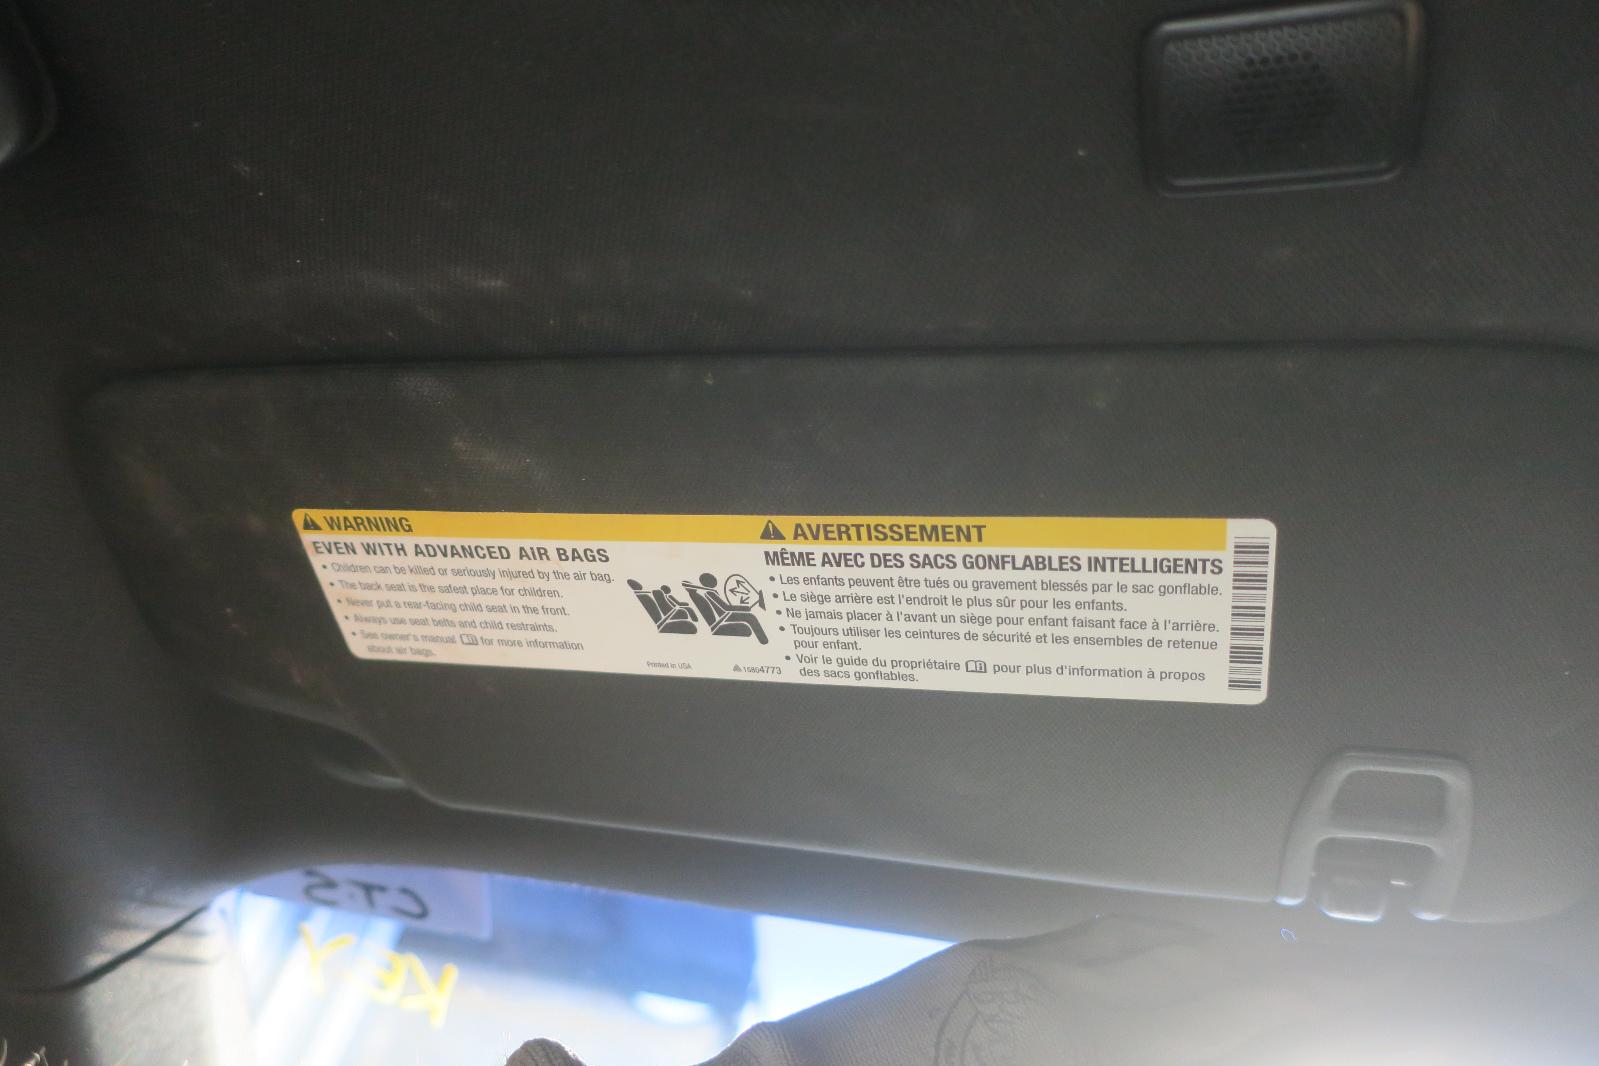 WARNING
EVEN WITH ADVANCED AIR BAGS
• Children can be killed or seriously injured by the air bag.
• The back seat is the safest place for children.
• Never put a rear-facing child seat in the front.
• Always use seat belts and child restraints.
• See owner's manual for more information
about air bags.
Printed in USA
15804773
AVERTISSEMENT
MÊME AVEC DES SACS GONFLABLES INTELLIGENTS
• Les enfants peuvent être tués ou gravement blessés par le sac gonflable.
• Le siège arrière est l'endroit le plus sûr pour les enfants.
• Ne jamais placer à l'avant un siège pour enfant faisant face à l'arrière.
• Toujours utiliser les ceintures de sécurité et les ensembles de retenue
pour enfant.
• Voir le guide du propriétaire pour plus d'information à propos
des sacs gonflables.
CT-5
KEY